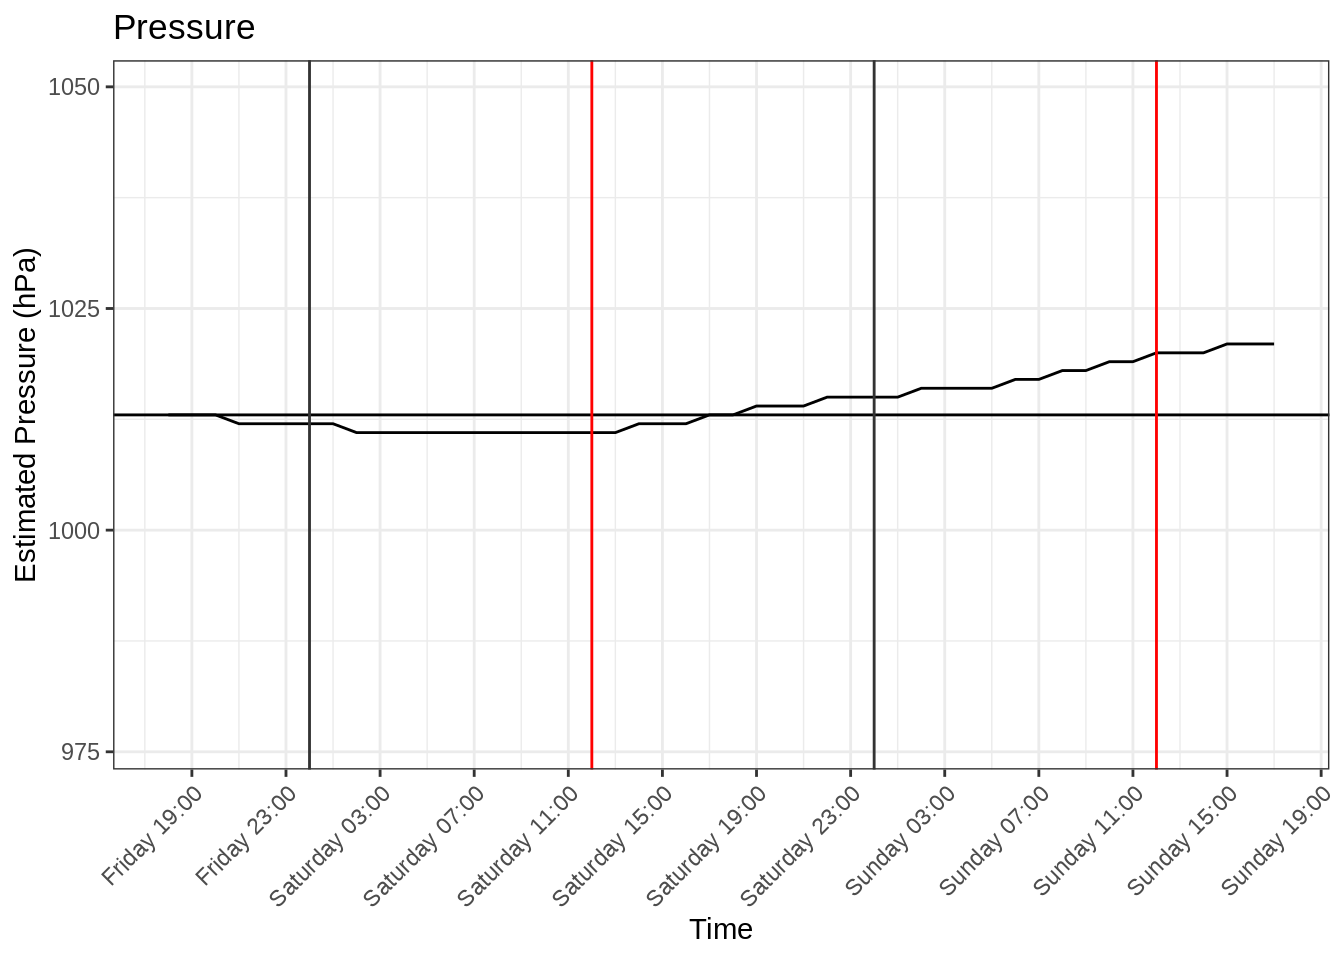 Pressure
Estimated Pressure (hPa)
1050
1025
1000
975
Friday 19:00
Friday 23:00
Saturday 03:00
Saturday 07:00
Saturday 11:00
Saturday 15:00
Saturday 19:00
Saturday 23:00
Sunday 03:00
Sunday 07:00
Sunday 11:00
Sunday 15:00
Sunday 19:00
Time